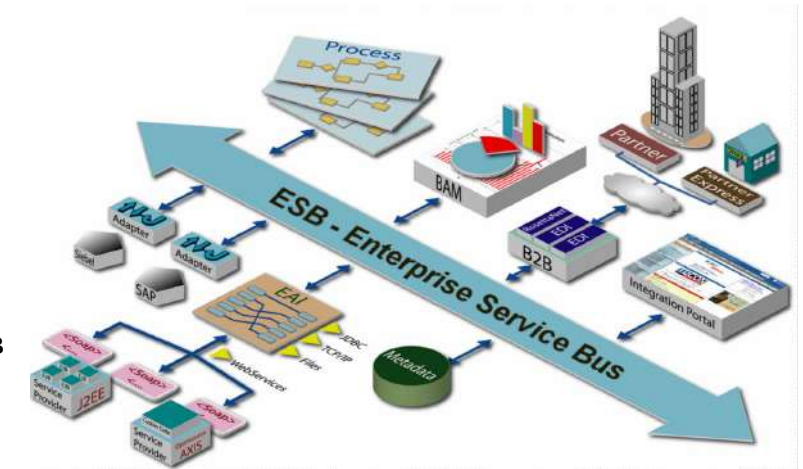 Process
BAM
Partner
Partner
Express
ESB - Enterprise Service Bus
Adapter
Adapter
Siebel
SAP
RosettaNet
EDI
EDI
B2B
Integration Portal
EAI
JDBC
TCP/IP
Files
WebServices
Metadata
B
<Soap>
<...
<Soap>
<...
<Soap>
<...
Service
Provider
J2EE
Service
Provider
AXIS